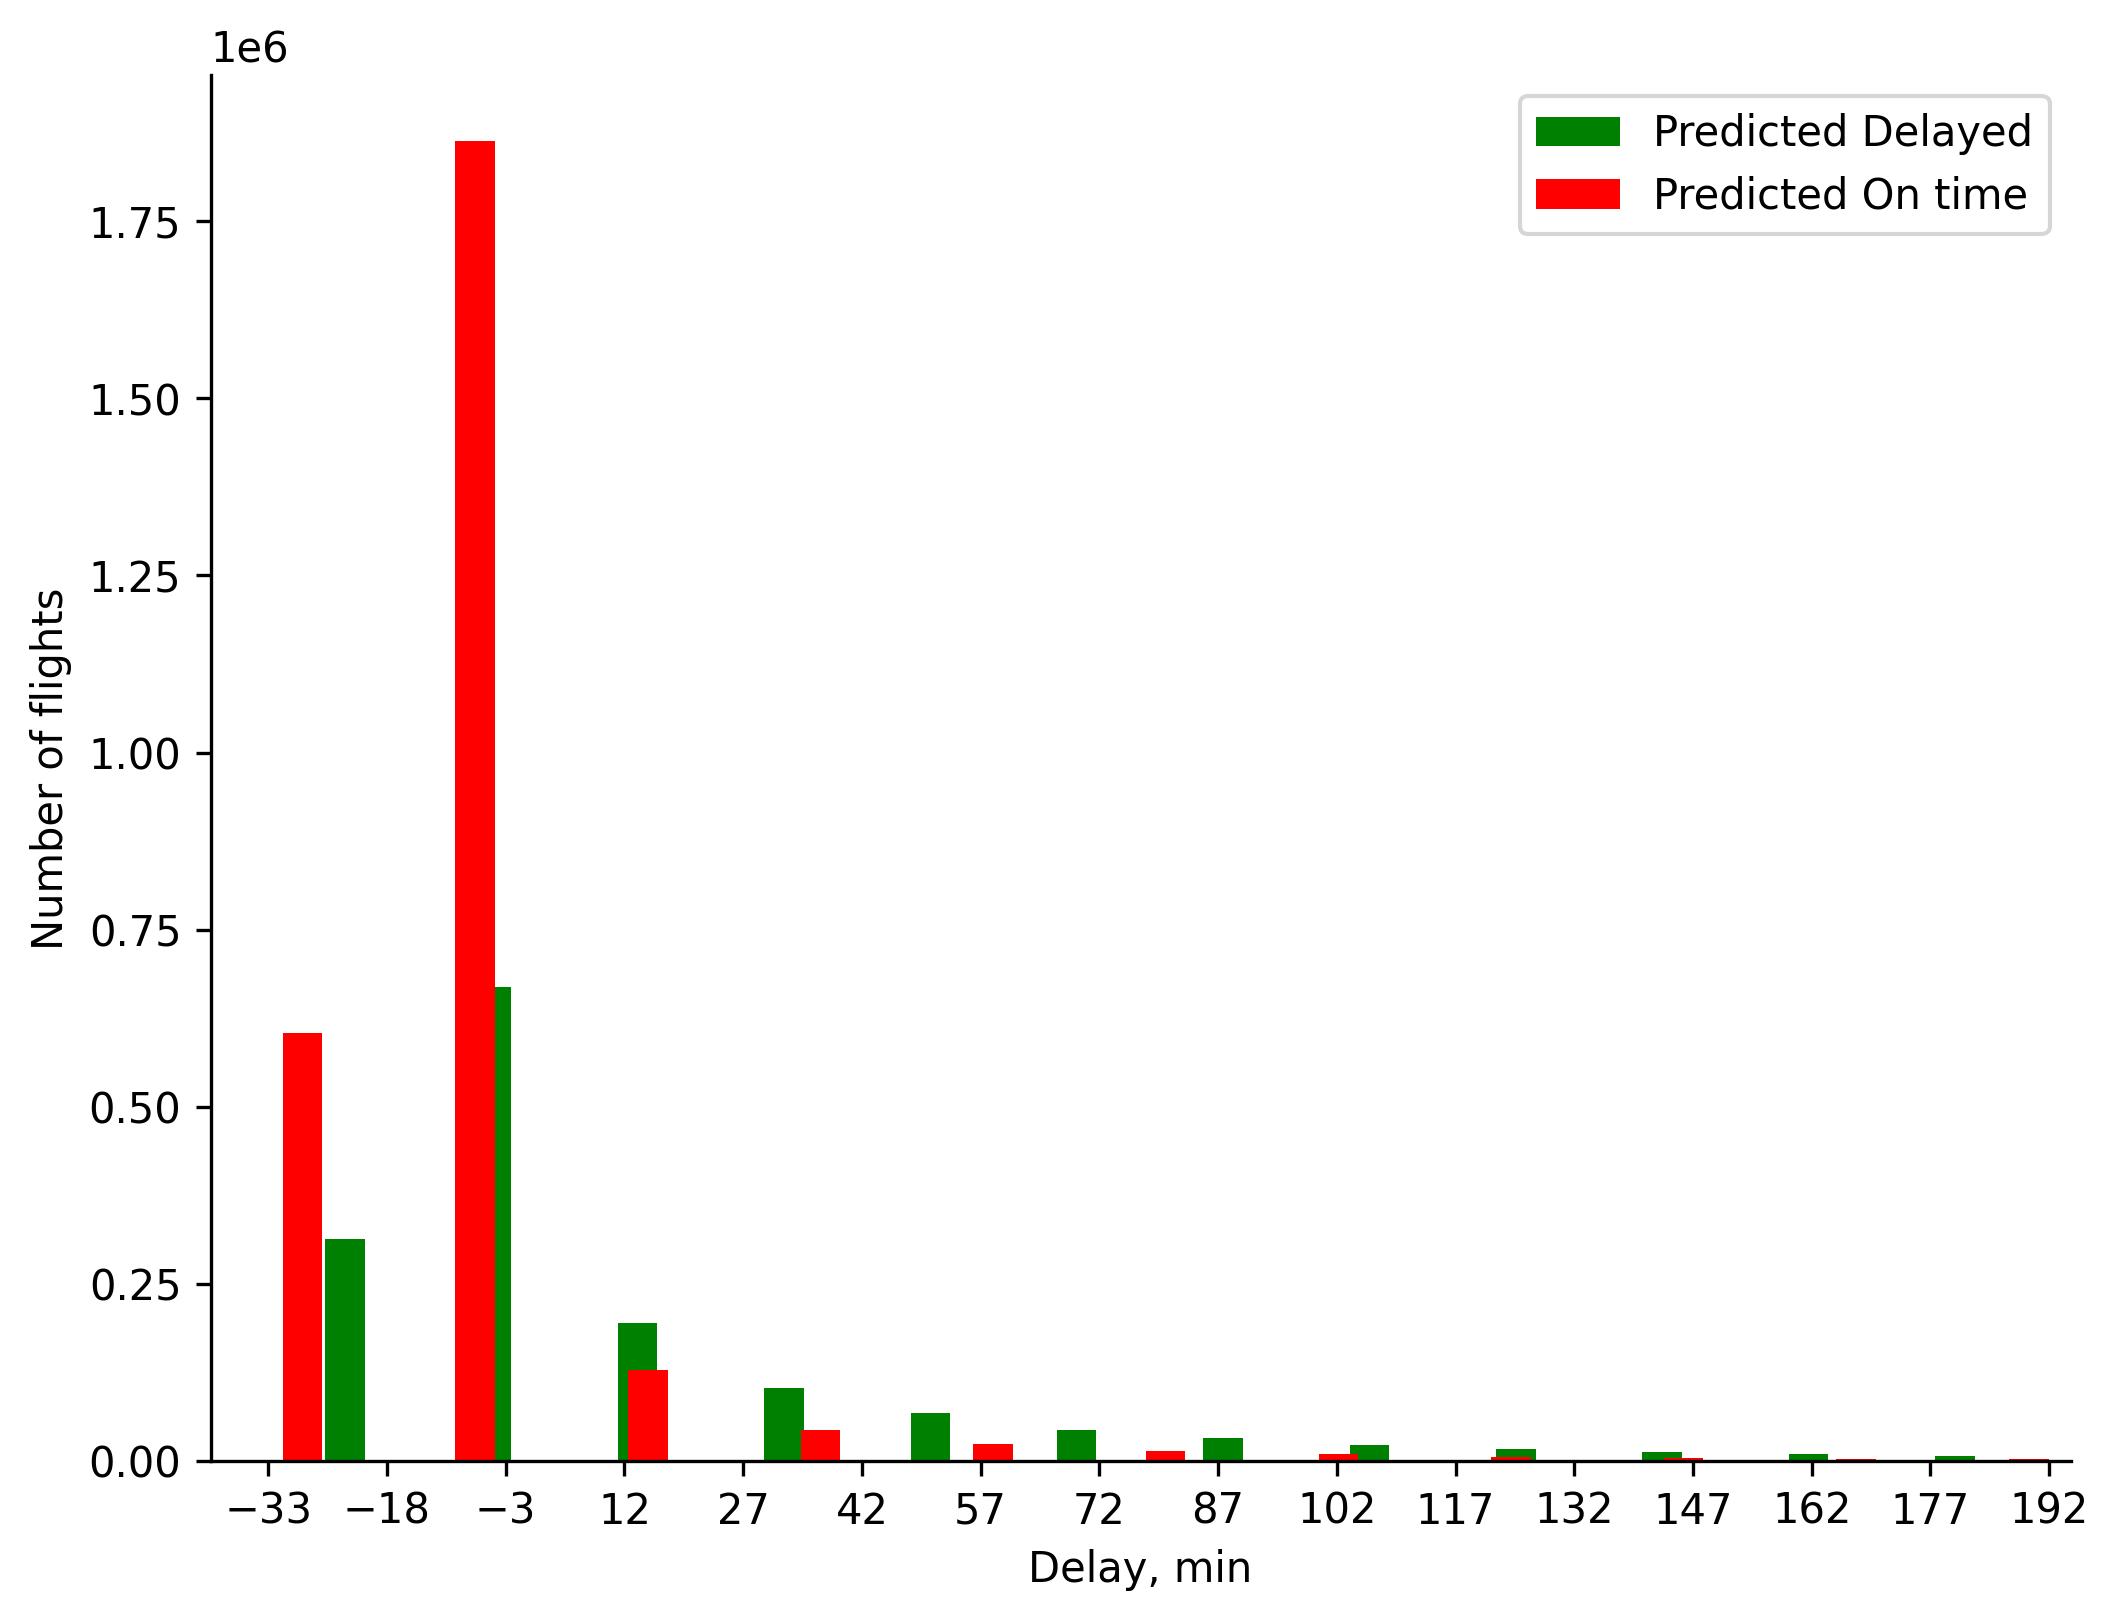 1e6
Predicted Delayed
Predicted On time
1.75
1.50
1.25
1.00
0.75
0.50
0.25
0.00
Number of flights
−33 −18 −3 12 27 42 57 72 87 102 117 132 147 162 177 192
Delay, min